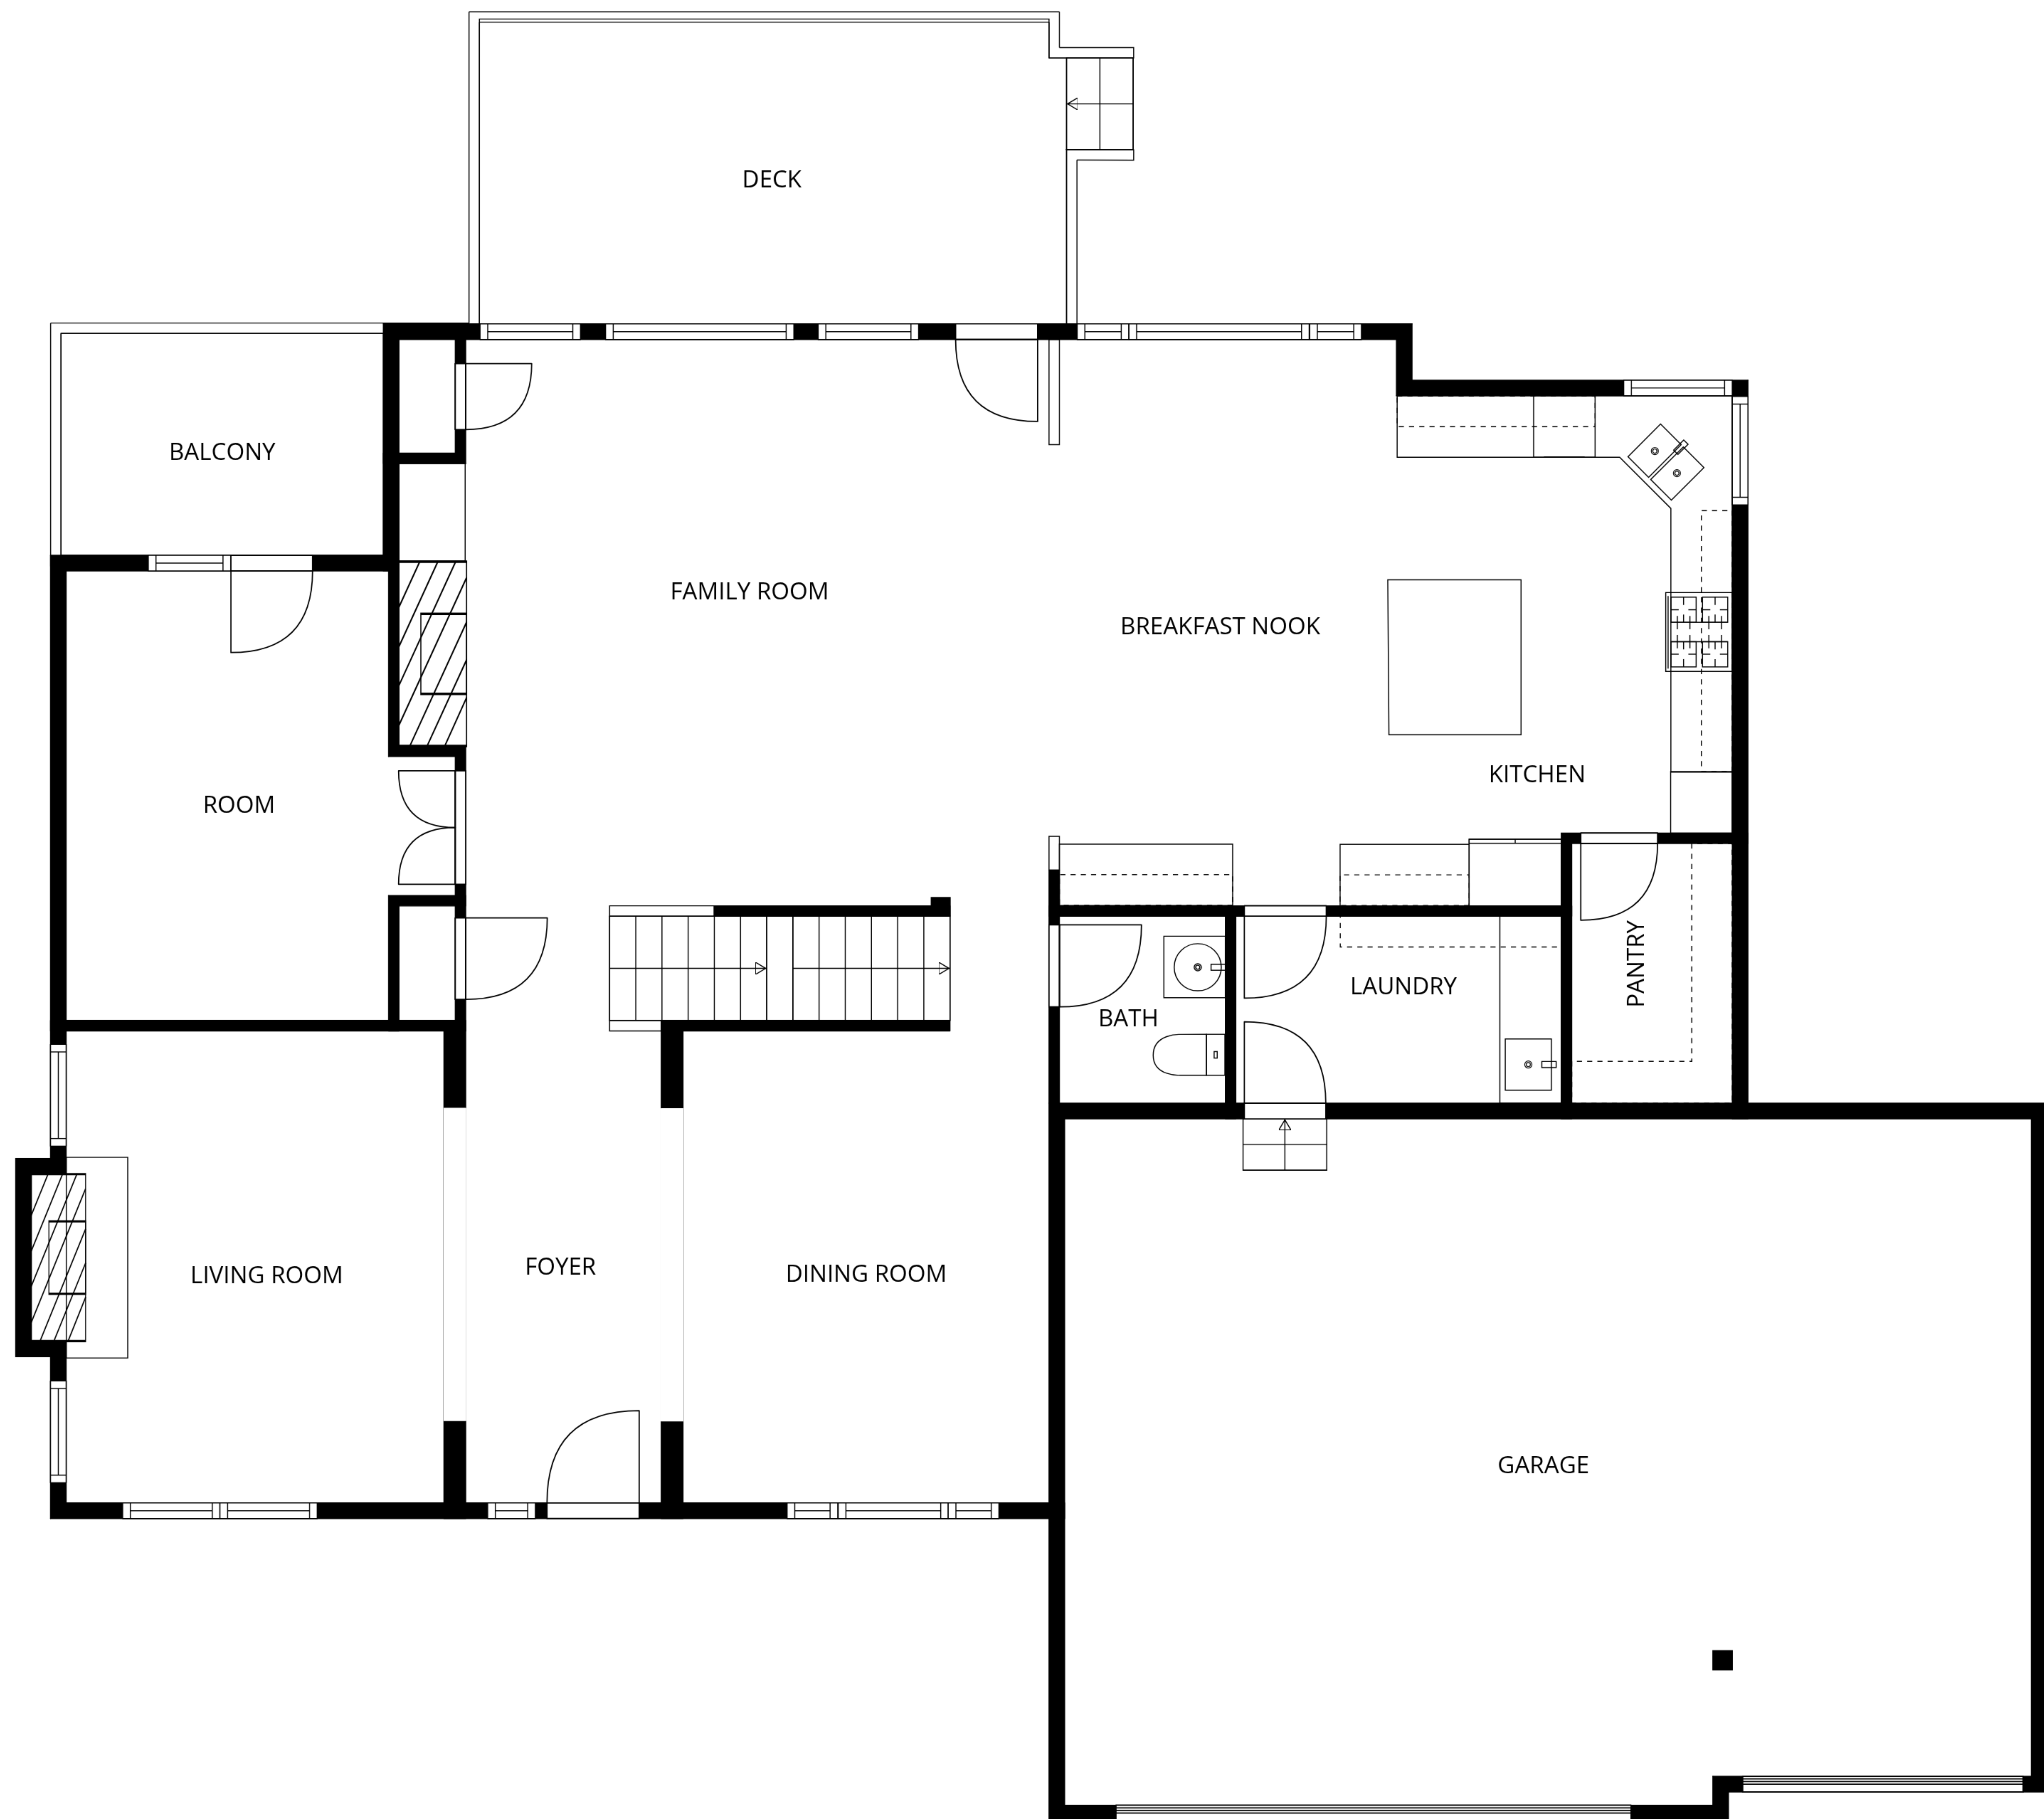 DECK
BALCONY
FAMILY ROOM
BREAKFAST NOOK
KITCHEN
ROOM
PANTRY
LAUNDRY
BATH
LIVING ROOM
FOYER
DINING ROOM
GARAGE